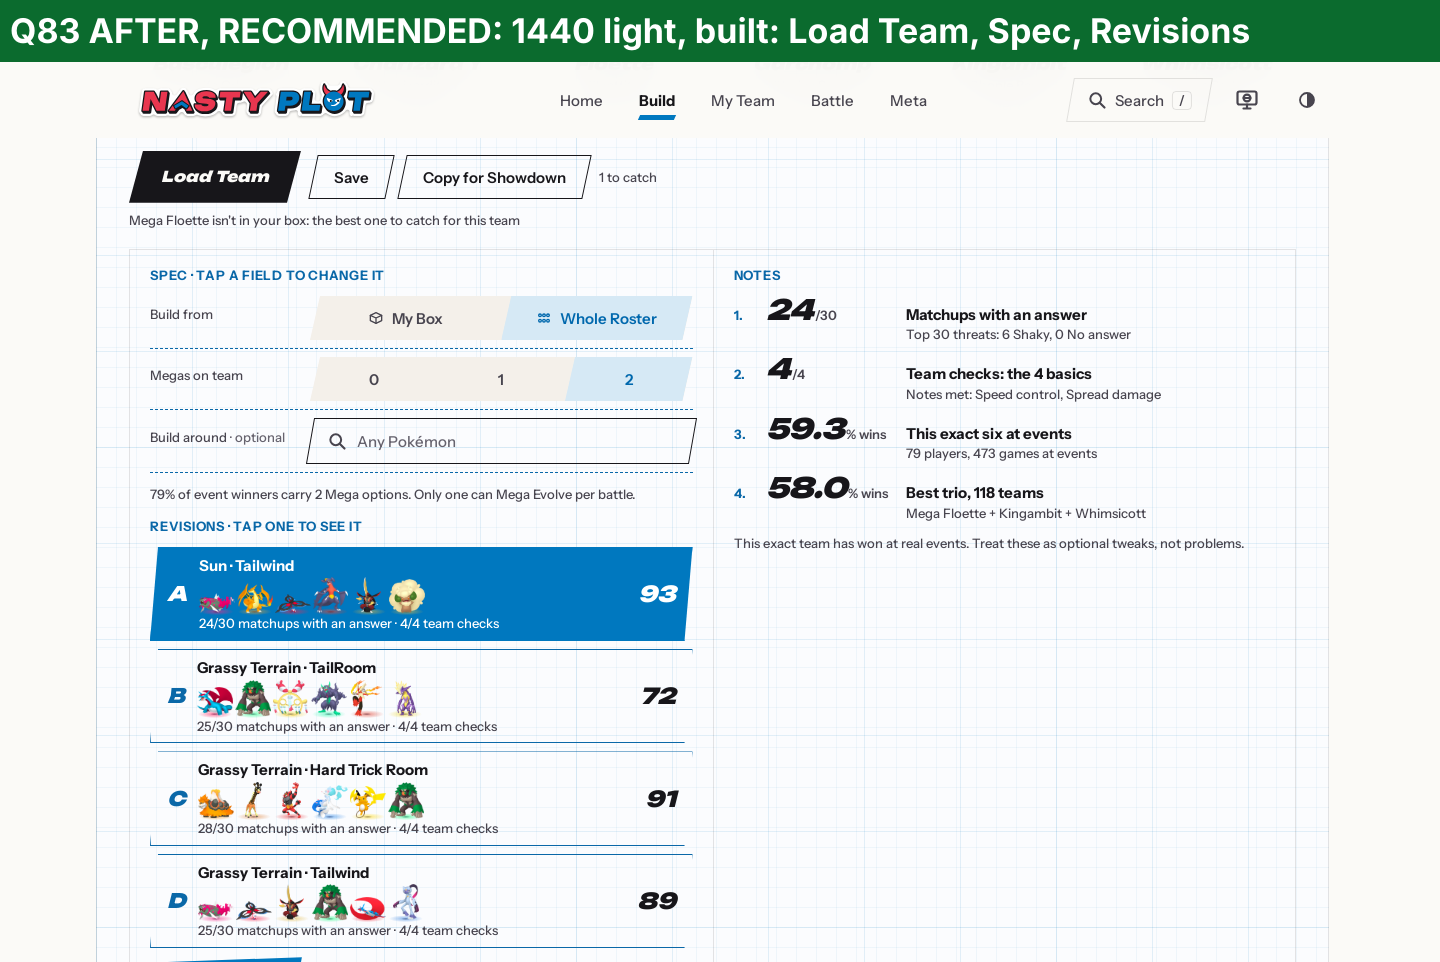 Q83 AFTER, RECOMMENDED: 1440 light, built: Load Team, Spec, Revisions
NASTY PLOT
Home
Build
My Team
Battle
Meta
Search /
Load Team
Save
Copy for Showdown
1 to catch
Mega Floette isn't in your box: the best one to catch for this team
SPEC · TAP A FIELD TO CHANGE IT
Build from
My Box
Whole Roster
Megas on team
0
1
2
Build around · optional
Any Pokémon
79% of event winners carry 2 Mega options. Only one can Mega Evolve per battle.
REVISIONS · TAP ONE TO SEE IT
A
Sun · Tailwind
24/30 matchups with an answer · 4/4 team checks
93
B
Grassy Terrain · TailRoom
25/30 matchups with an answer · 4/4 team checks
72
C
Grassy Terrain · Hard Trick Room
28/30 matchups with an answer · 4/4 team checks
91
D
Grassy Terrain · Tailwind
25/30 matchups with an answer · 4/4 team checks
89
NOTES
1.
24/30
Matchups with an answer
Top 30 threats: 6 Shaky, 0 No answer
2.
4/4
Team checks: the 4 basics
Notes met: Speed control, Spread damage
3.
59.3% wins
This exact six at events
79 players, 473 games at events
4.
58.0% wins
Best trio, 118 teams
Mega Floette + Kingambit + Whimsicott
This exact team has won at real events. Treat these as optional tweaks, not problems.